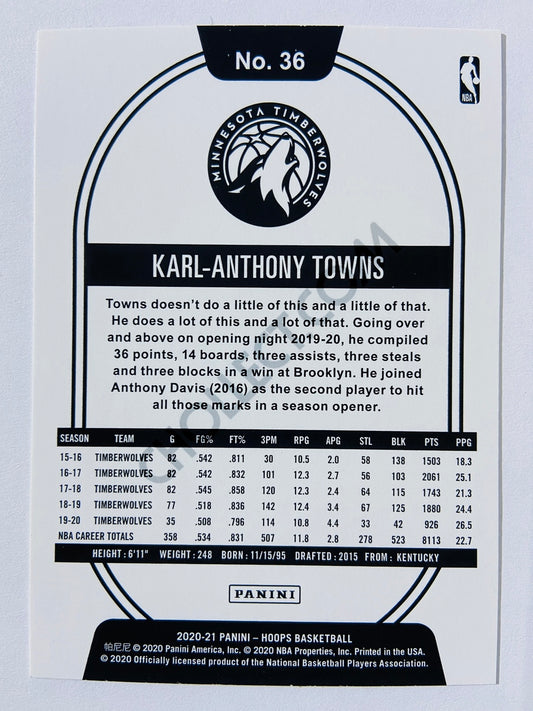 No. 36
NBA
MINNESOTA TIMBERWOLVES
KARL-ANTHONY TOWNS
Towns doesn't do a little of this and a little of that.
He does a lot of this and a lot of that. Going over
and above on opening night 2019-20, he compiled
36 points, 14 boards, three assists, three steals
and three blocks in a win at Brooklyn. He joined
Anthony Davis (2016) as the second player to hit
all those marks in a season opener.
SEASON TEAM G FG% FT% 3PM RPG APG STL BLK PTS PPG
15-16 TIMBERWOLVES 82 .542 .811 30 10.5 2.0 58 138 1503 18.3
16-17 TIMBERWOLVES 82 .542 .832 101 12.3 2.7 56 103 2061 25.1
17-18 TIMBERWOLVES 82 .545 .858 120 12.3 2.4 64 115 1743 21.3
18-19 TIMBERWOLVES 77 .518 .836 142 12.4 3.4 67 125 1880 24.4
19-20 TIMBERWOLVES 35 .508 .796 114 10.8 4.4 33 42 926 26.5
NBA CAREER TOTALS 358 .534 .831 507 11.8 2.8 278 523 8113 22.7
HEIGHT: 6'11" WEIGHT: 248 BORN: 11/15/95 DRAFTED: 2015 FROM: KENTUCKY
PANINI
2020-21 PANINI – HOOPS BASKETBALL
帕尼尼 © 2020 Panini America, Inc. © 2020 NBA Properties, Inc. Printed in the USA.
© 2020 Officially licensed product of the National Basketball Players Association.